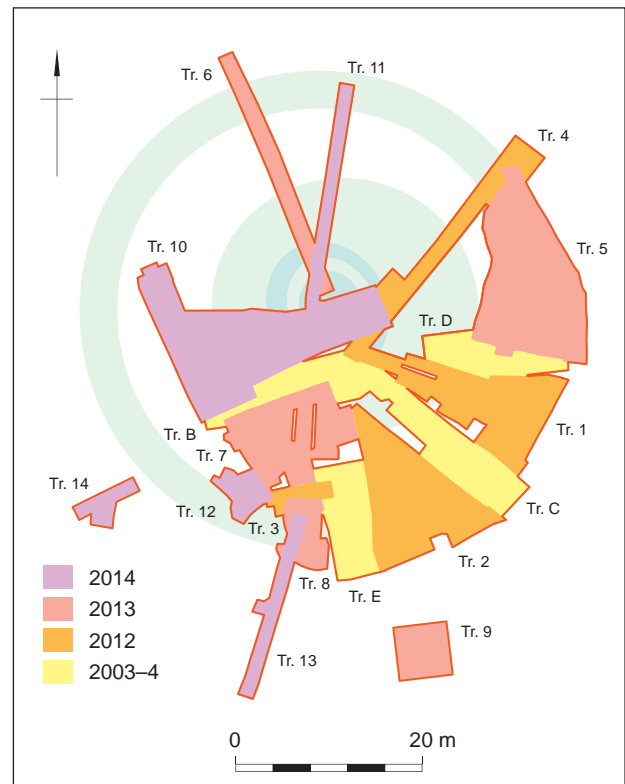 Tr. 6
Tr. 11
Tr. 4
Tr. 10
Tr. 5
Tr. D
Tr. B
Tr. 1
Tr. 7
Tr. 14
Tr. C
Tr. 12
Tr. 3
Tr. 2
Tr. 8
Tr. E
2014
2013
2012
2003–4
Tr. 9
Tr. 13
0 20 m